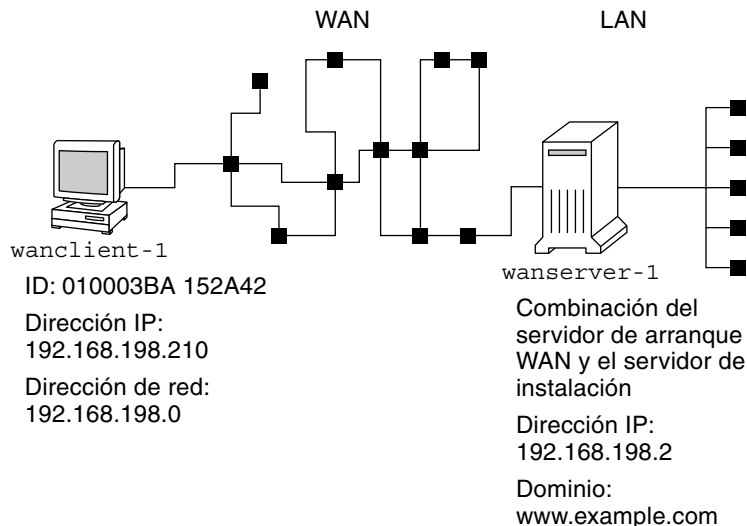 WAN
LAN
wanclient-1
ID: 010003BA 152A42
Dirección IP:
192.168.198.210
Dirección de red:
192.168.198.0
wanserver-1
Combinación del
servidor de arranque
WAN y el servidor de
instalación
Dirección IP:
192.168.198.2
Dominio:
www.example.com